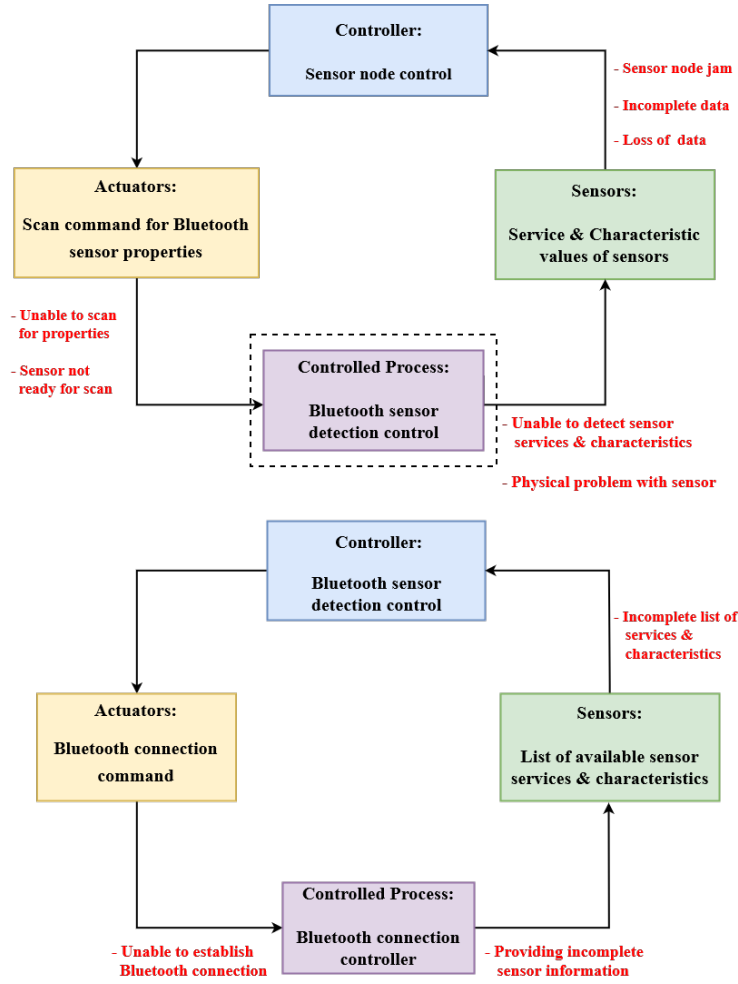 Controller:
Sensor node control
- Sensor node jam
- Incomplete data
- Loss of data
Actuators:
Scan command for Bluetooth
sensor properties
Sensors:
Service & Characteristic
values of sensors
- Unable to scan
for properties
- Sensor not
ready for scan
Controlled Process:
Bluetooth sensor
detection control
- Unable to detect sensor
services & characteristics
- Physical problem with sensor
Controller:
Bluetooth sensor
detection control
- Incomplete list of
services &
characteristics
Actuators:
Bluetooth connection
command
Sensors:
List of available sensor
services & characteristics
Controlled Process:
Bluetooth connection
controller
- Unable to establish
Bluetooth connection
- Providing incomplete
sensor information